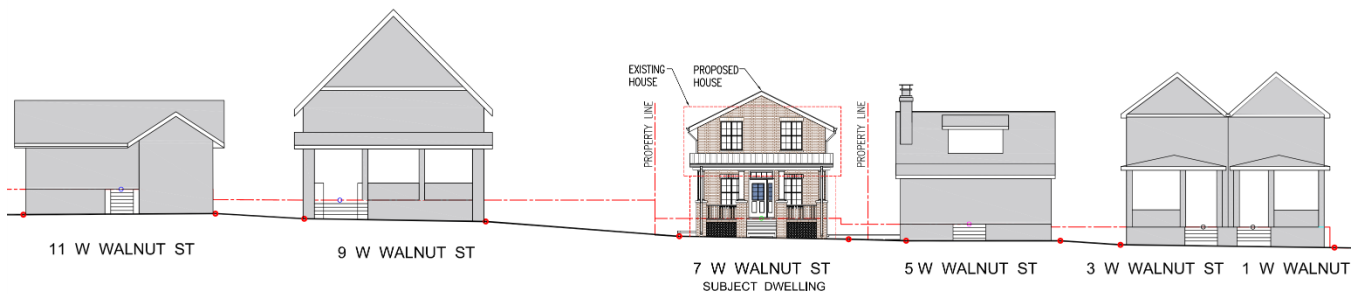 EXISTING
HOUSE
PROPOSED
HOUSE
PROPERTY LINE
PROPERTY LINE
11 W WALNUT ST
9 W WALNUT ST
7 W WALNUT ST
SUBJECT DWELLING
5 W WALNUT ST
3 W WALNUT ST
1 W WALNUT